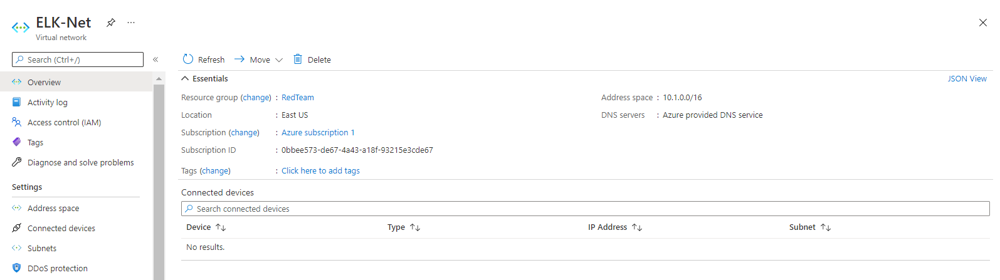 ELK-Net
Virtual network
Search (Ctrl+/)
Overview
Activity log
Access control (IAM)
Tags
Diagnose and solve problems
Settings
Address space
Connected devices
Subnets
DDoS protection
Refresh Move Delete
Essentials JSON View
Resource group (change) : RedTeam
Location : East US
Subscription (change) : Azure subscription 1
Subscription ID : 0bbee573-de67-4a43-a18f-93215e3cde67
Tags (change) : Click here to add tags
Address space : 10.1.0.0/16
DNS servers : Azure provided DNS service
Connected devices
Search connected devices
Device Type IP Address Subnet
No results.